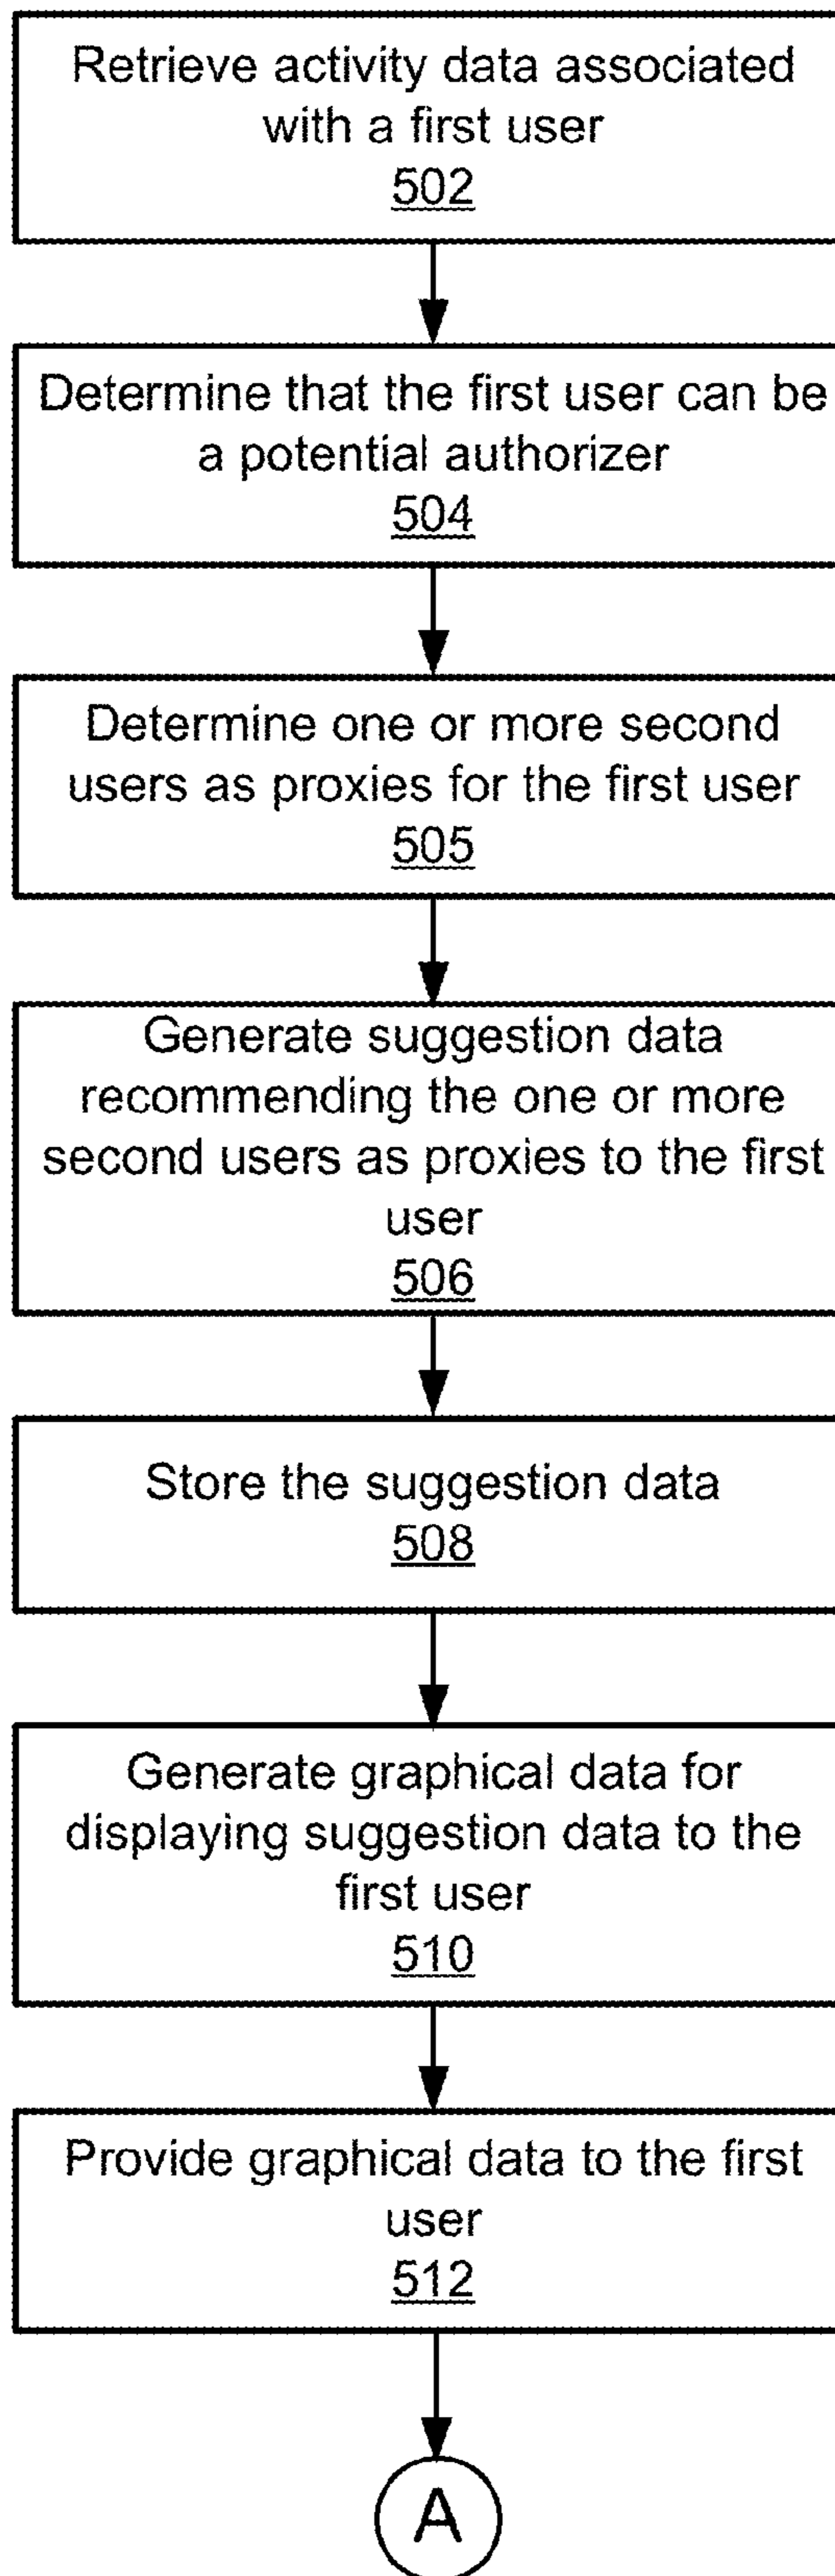 Retrieve activity data associated
with a first user
502
Determine that the first user can be
a potential authorizer
504
Determine one or more second
users as proxies for the first user
505
Generate suggestion data
recommending the one or more
second users as proxies to the first
user
506
Store the suggestion data
508
Generate graphical data for
displaying suggestion data to the
first user
510
Provide graphical data to the first
user
512
A